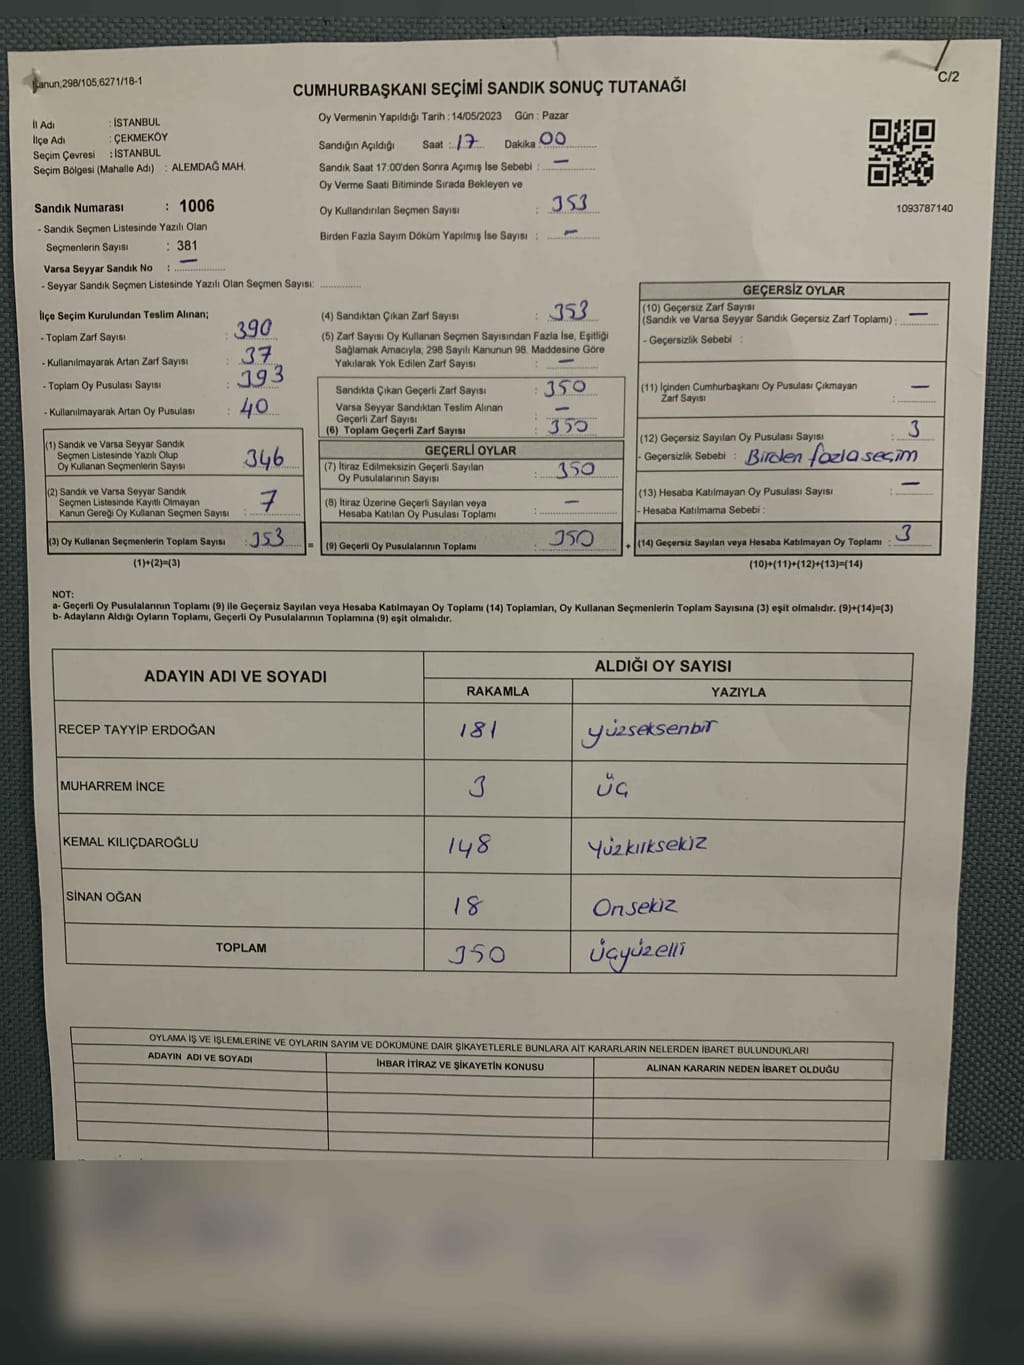 Kanun,298/105,6271/18-1
C/2
CUMHURBAŞKANI SEÇİMİ SANDIK SONUÇ TUTANAĞI
İl Adı : İSTANBUL
İlçe Adı : ÇEKMEKÖY
Seçim Çevresi : İSTANBUL
Seçim Bölgesi (Mahalle Adı) : ALEMDAĞ MAH.
Sandık Numarası : 1006
- Sandık Seçmen Listesinde Yazılı Olan
Seçmenlerin Sayısı : 381
Varsa Seyyar Sandık No : —
- Seyyar Sandık Seçmen Listesinde Yazılı Olan Seçmen Sayısı:
Oy Vermenin Yapıldığı Tarih : 14/05/2023 Gün : Pazar
Sandığın Açıldığı Saat : 17 Dakika 00
Sandık Saat 17:00'den Sonra Açımış İse Sebebi : —
Oy Verme Saati Bitiminde Sırada Bekleyen ve
Oy Kullandırılan Seçmen Sayısı : 353
Birden Fazla Sayım Döküm Yapılmış İse Sayısı : —
1093787140
İlçe Seçim Kurulundan Teslim Alınan;
- Toplam Zarf Sayısı : 390
- Kullanılmayarak Artan Zarf Sayısı : 37
- Toplam Oy Pusulası Sayısı : 393
- Kullanılmayarak Artan Oy Pusulası : 40
(1) Sandık ve Varsa Seyyar Sandık
Seçmen Listesinde Yazılı Olup
Oy Kullanan Seçmenlerin Sayısı 346
(2) Sandık ve Varsa Seyyar Sandık
Seçmen Listesinde Kayıtlı Olmayan
Kanun Gereği Oy Kullanan Seçmen Sayısı : 7
(3) Oy Kullanan Seçmenlerin Toplam Sayısı : 353
(1)+(2)=(3)
(4) Sandıktan Çıkan Zarf Sayısı : 353
(5) Zarf Sayısı Oy Kullanan Seçmen Sayısından Fazla İse, Eşitliği
Sağlamak Amacıyla; 298 Sayılı Kanunun 98. Maddesine Göre
Yakılarak Yok Edilen Zarf Sayısı : —
Sandıkta Çıkan Geçerli Zarf Sayısı : 350
Varsa Seyyar Sandıktan Teslim Alınan
Geçerli Zarf Sayısı : —
(6) Toplam Geçerli Zarf Sayısı : 350
GEÇERLİ OYLAR
(7) İtiraz Edilmeksizin Geçerli Sayılan
Oy Pusulalarının Sayısı : 350
(8) İtiraz Üzerine Geçerli Sayılan veya
Hesaba Katılan Oy Pusulası Toplamı : —
= (9) Geçerli Oy Pusulalarının Toplamı : 350
GEÇERSİZ OYLAR
(10) Geçersiz Zarf Sayısı
(Sandık ve Varsa Seyyar Sandık Geçersiz Zarf Toplamı) : —
- Geçersizlik Sebebi :
(11) İçinden Cumhurbaşkanı Oy Pusulası Çıkmayan
Zarf Sayısı : —
(12) Geçersiz Sayılan Oy Pusulası Sayısı : 3
- Geçersizlik Sebebi : Birden fazla seçim
(13) Hesaba Katılmayan Oy Pusulası Sayısı : —
- Hesaba Katılmama Sebebi :
+ (14) Geçersiz Sayılan veya Hesaba Katılmayan Oy Toplamı : 3
(10)+(11)+(12)+(13)=(14)
NOT:
a- Geçerli Oy Pusulalarının Toplamı (9) ile Geçersiz Sayılan veya Hesaba Katılmayan Oy Toplamı (14) Toplamları, Oy Kullanan Seçmenlerin Toplam Sayısına (3) eşit olmalıdır. (9)+(14)=(3)
b- Adayların Aldığı Oyların Toplamı, Geçerli Oy Pusulalarının Toplamına (9) eşit olmalıdır.
ADAYIN ADI VE SOYADI
ALDIĞI OY SAYISI
RAKAMLA YAZIYLA
RECEP TAYYİP ERDOĞAN 181 yüzseksenbir
MUHARREM İNCE 3 üç
KEMAL KILIÇDAROĞLU 148 Yüzkırksekiz
SİNAN OĞAN 18 Onsekiz
TOPLAM 350 üçyüzelli
OYLAMA İŞ VE İŞLEMLERİNE VE OYLARIN SAYIM VE DÖKÜMÜNE DAİR ŞİKAYETLERLE BUNLARA AİT KARARLARIN NELERDEN İBARET BULUNDUKLARI
ADAYIN ADI VE SOYADI İHBAR İTİRAZ VE ŞİKAYETİN KONUSU ALINAN KARARIN NEDEN İBARET OLDUĞU